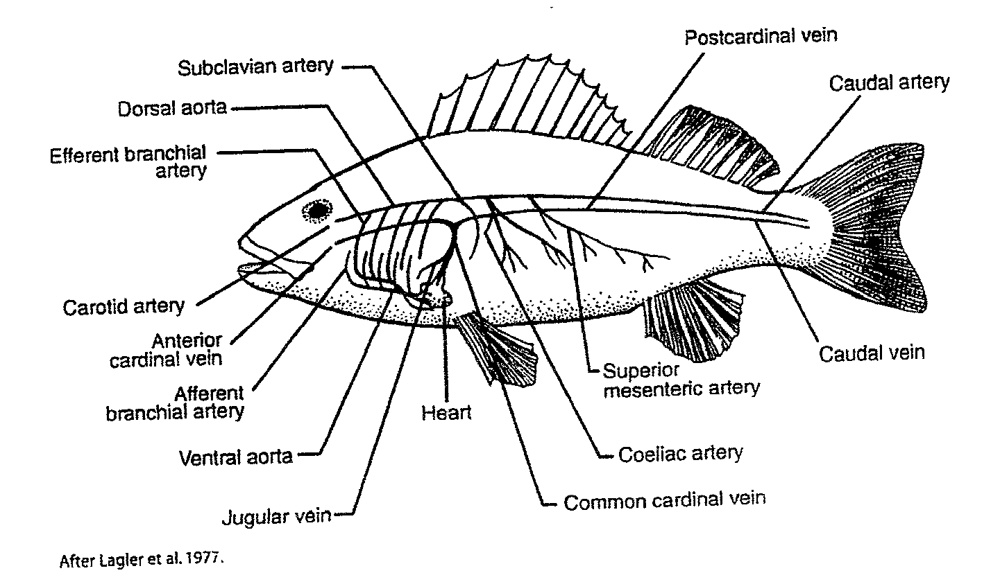 Postcardinal vein
Subclavian artery
Caudal artery
Dorsal aorta
Efferent branchial
artery
Carotid artery
Anterior
cardinal vein
Caudal vein
Superior
mesenteric artery
Afferent
branchial artery
Heart
Ventral aorta
Coeliac artery
Common cardinal vein
Jugular vein
After Lagler et al. 1977.